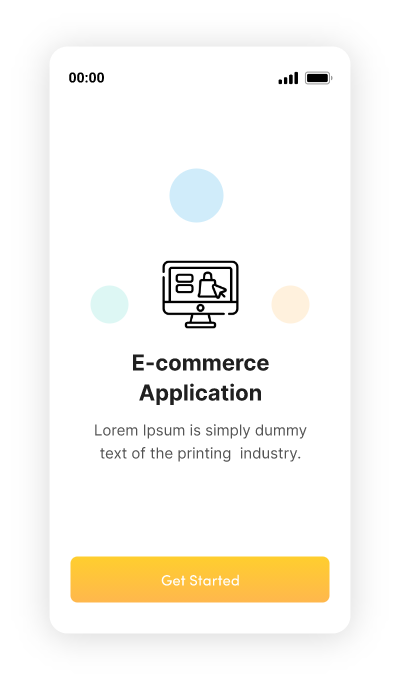 00:00
E-commerce
Application
Lorem Ipsum is simply dummy
text of the printing  industry.
Get Started